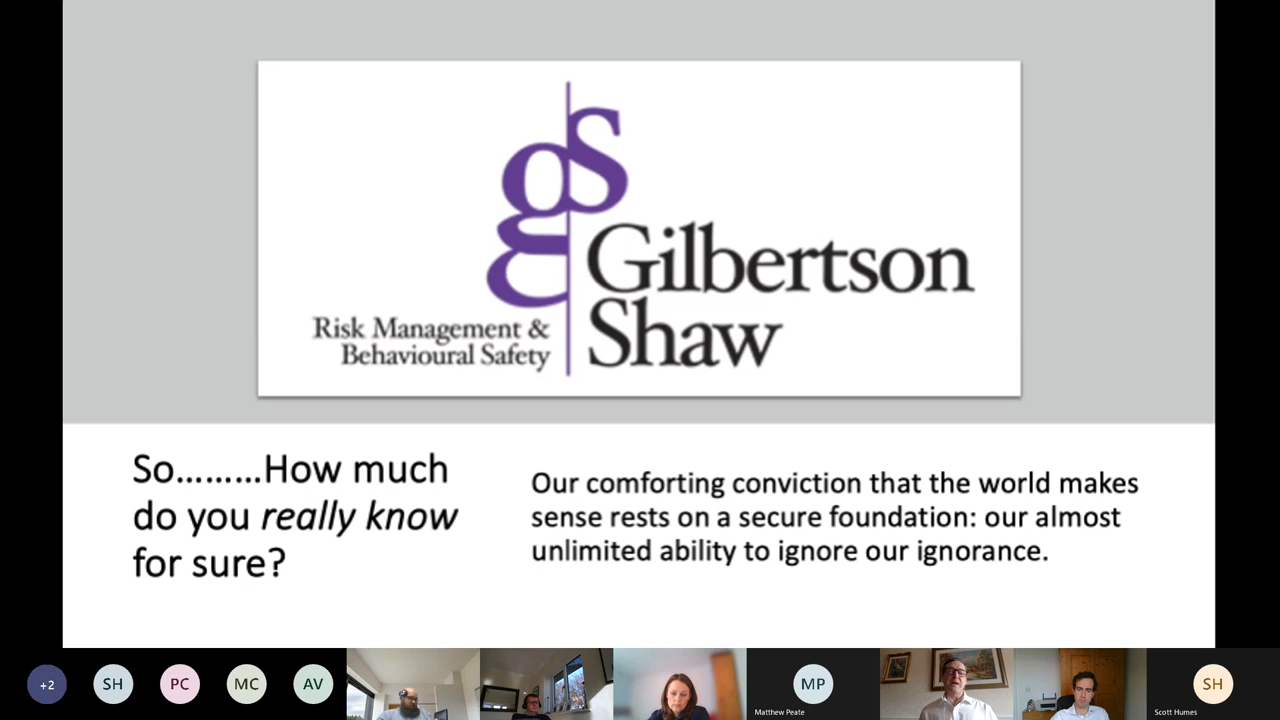 gs
Gilbertson
Shaw
Risk Management &
Behavioural Safety
So.........How much
do you really know
for sure?
Our comforting conviction that the world makes
sense rests on a secure foundation: our almost
unlimited ability to ignore our ignorance.
+2
SH
PC
MC
AV
MP
Matthew Peate
SH
Scott Humes